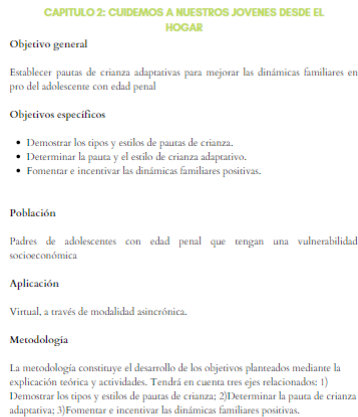 CAPITULO 2: CUIDEMOS A NUESTROS JOVENES DESDE EL
HOGAR
Objetivo general
Establecer pautas de crianza adaptativas para mejorar las dinámicas familiares en
pro del adolescente con edad penal
Objetivos específicos
• Demostrar los tipos y estilos de pautas de crianza.
• Determinar la pauta y el estilo de crianza adaptativo.
• Fomentar e incentivar las dinámicas familiares positivas.
Población
Padres de adolescentes con edad penal que tengan una vulnerabilidad
socioeconómica
Aplicación
Virtual, a través de modalidad asincrónica.
Metodología
La metodología constituye el desarrollo de los objetivos planteados mediante la
explicación teórica y actividades. Tendrá en cuenta tres ejes relacionados: 1)
Demostrar los tipos y estilos de pautas de crianza; 2)Determinar la pauta de crianza
adaptativa; 3)Fomentar e incentivar las dinámicas familiares positivas.